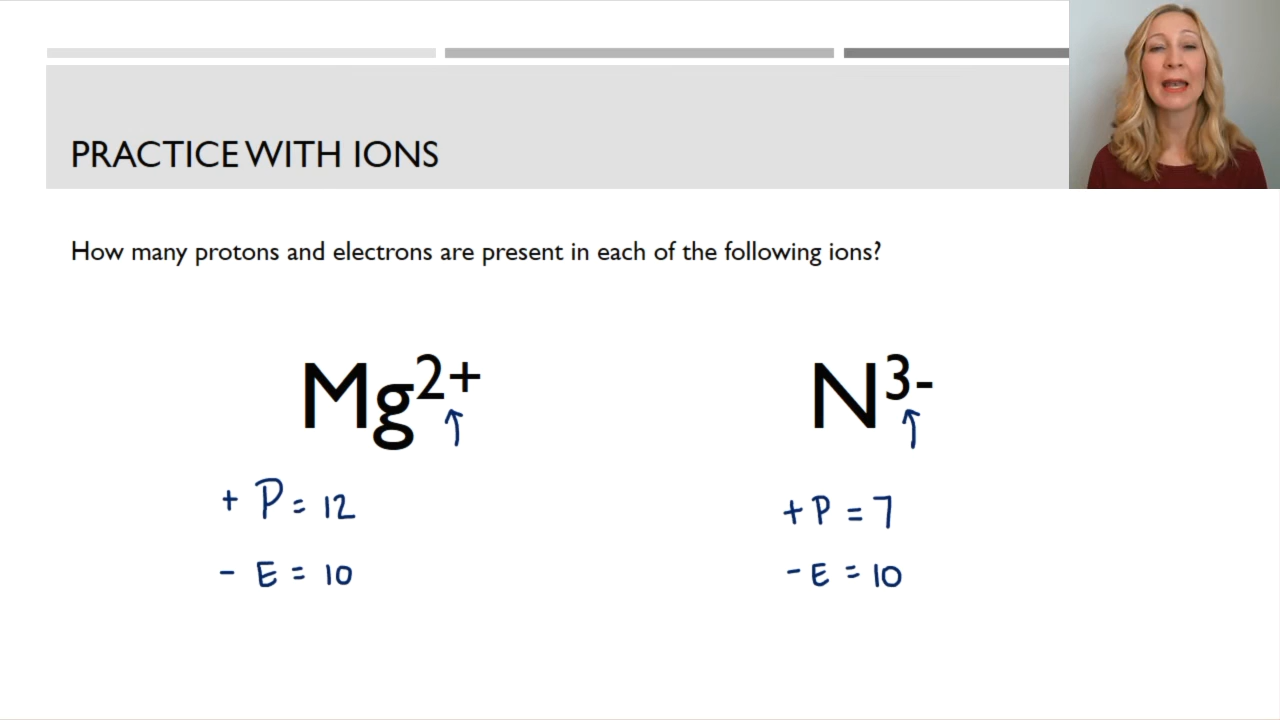 PRACTICE WITH IONS
How many protons and electrons are present in each of the following ions?
Mg²⁺ N³⁻
+ P = 12
- E = 10
+ P = 7
- E = 10